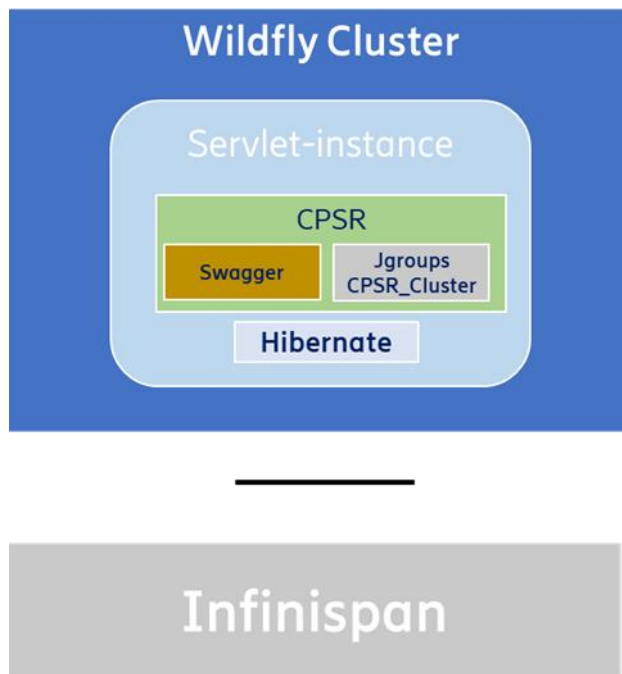 Wildfly Cluster
Servlet-instance
CPSR
Swagger
Jgroups
CPSR_Cluster
Hibernate
Infinispan